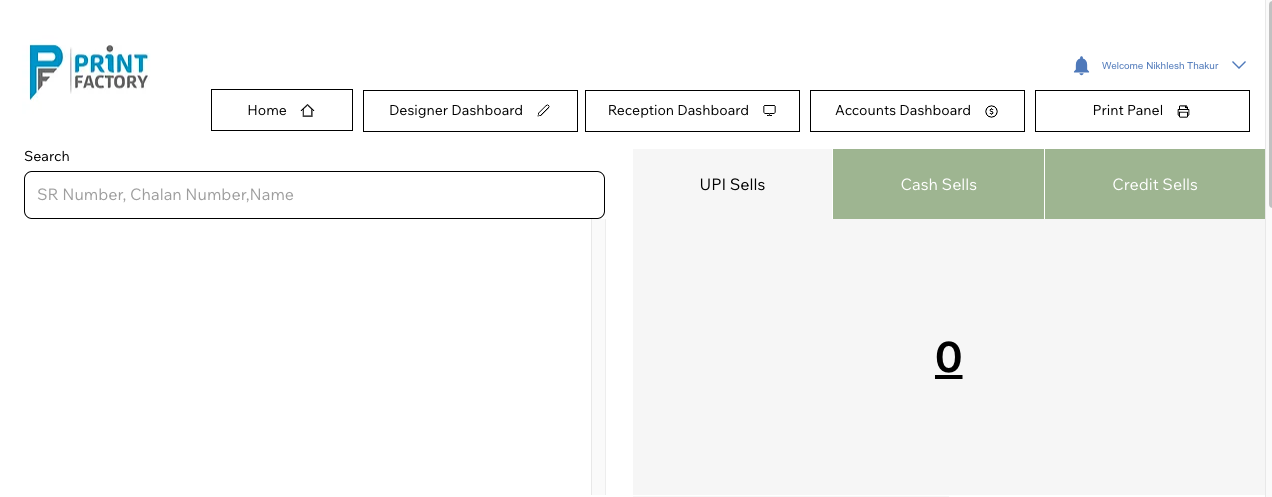 PRINT
FACTORY
Welcome Nikhlesh Thakur
Home
Designer Dashboard
Reception Dashboard
Accounts Dashboard
Print Panel
Search
SR Number, Chalan Number,Name
UPI Sells
Cash Sells
Credit Sells
0